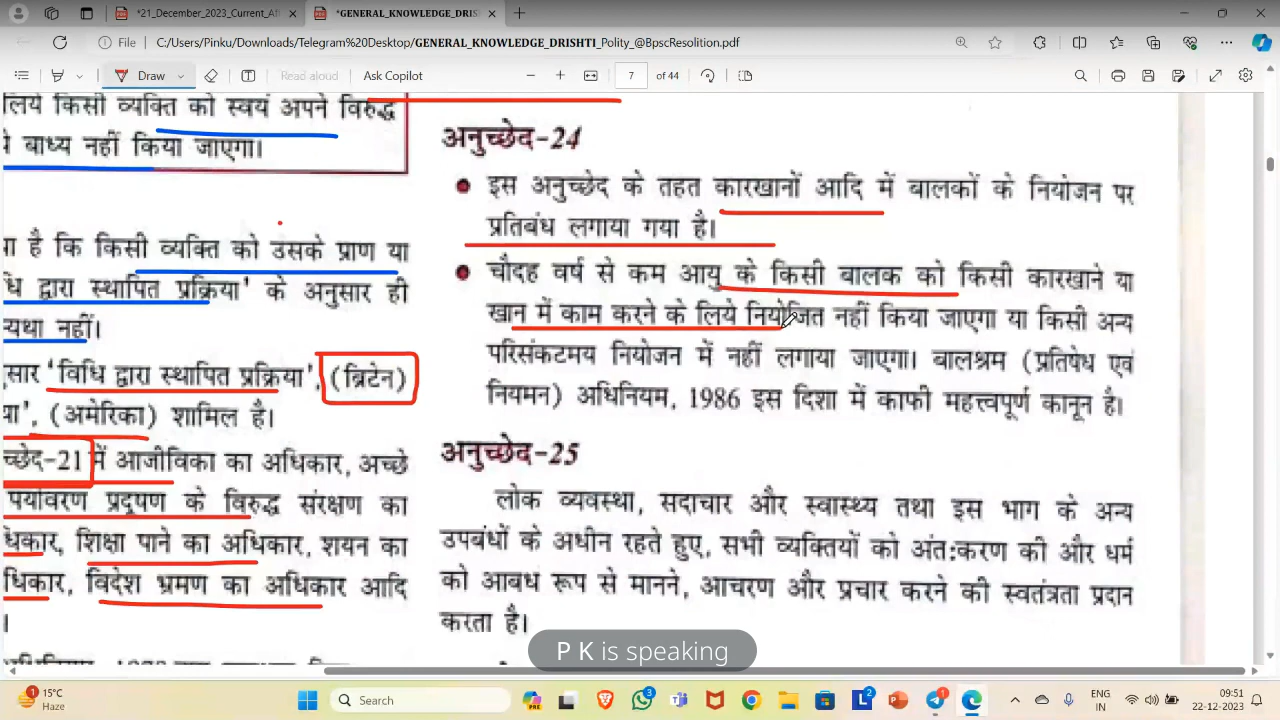 *21_December_2023_Current_Af
*GENERAL_KNOWLEDGE_DRISH
File
C:/Users/Pinku/Downloads/Telegram%20Desktop/GENERAL_KNOWLEDGE_DRISHTI_Polity_@BpscResolition.pdf
Draw
Read aloud
Ask Copilot
7
of 44
लिये किसी व्यक्ति को स्वयं अपने विरुद्ध
बाध्य नहीं किया जाएगा।
है कि किसी व्यक्ति को उसके प्राण या
द्वारा स्थापित प्रक्रिया' के अनुसार ही
नहीं।
'विधि द्वारा स्थापित प्रक्रिया', (ब्रिटेन)
(अमेरिका) शामिल है।
च्छेद-21 में आजीविका का अधिकार, अच्छे
पर्यावरण प्रदूषण के विरुद्ध संरक्षण का
धिकार, शिक्षा पाने का अधिकार, शयन का
धिकार, विदेश भ्रमण का अधिकार आदि
अनुच्छेद-24
इस अनुच्छेद के तहत कारखानों आदि में बालकों के नियोजन पर
प्रतिबंध लगाया गया है।
चौदह वर्ष से कम आयु के किसी बालक को किसी कारखाने या
खान में काम करने के लिये नियोजित नहीं किया जाएगा या किसी अन्य
परिसंकटमय नियोजन में नहीं लगाया जाएगा। बालश्रम (प्रतिषेध एवं
नियमन) अधिनियम, 1986 इस दिशा में काफी महत्त्वपूर्ण कानून है।
अनुच्छेद-25
लोक व्यवस्था, सदाचार और स्वास्थ्य तथा इस भाग के अन्य
उपबंधों के अधीन रहते हुए, सभी व्यक्तियों को अंतःकरण की और धर्म
को आबध रूप से मानने, आचरण और प्रचार करने की स्वतंत्रता प्रदान
करता है।
P K is speaking
15°C
Haze
Search
ENG
IN
09:51
22-12-2023